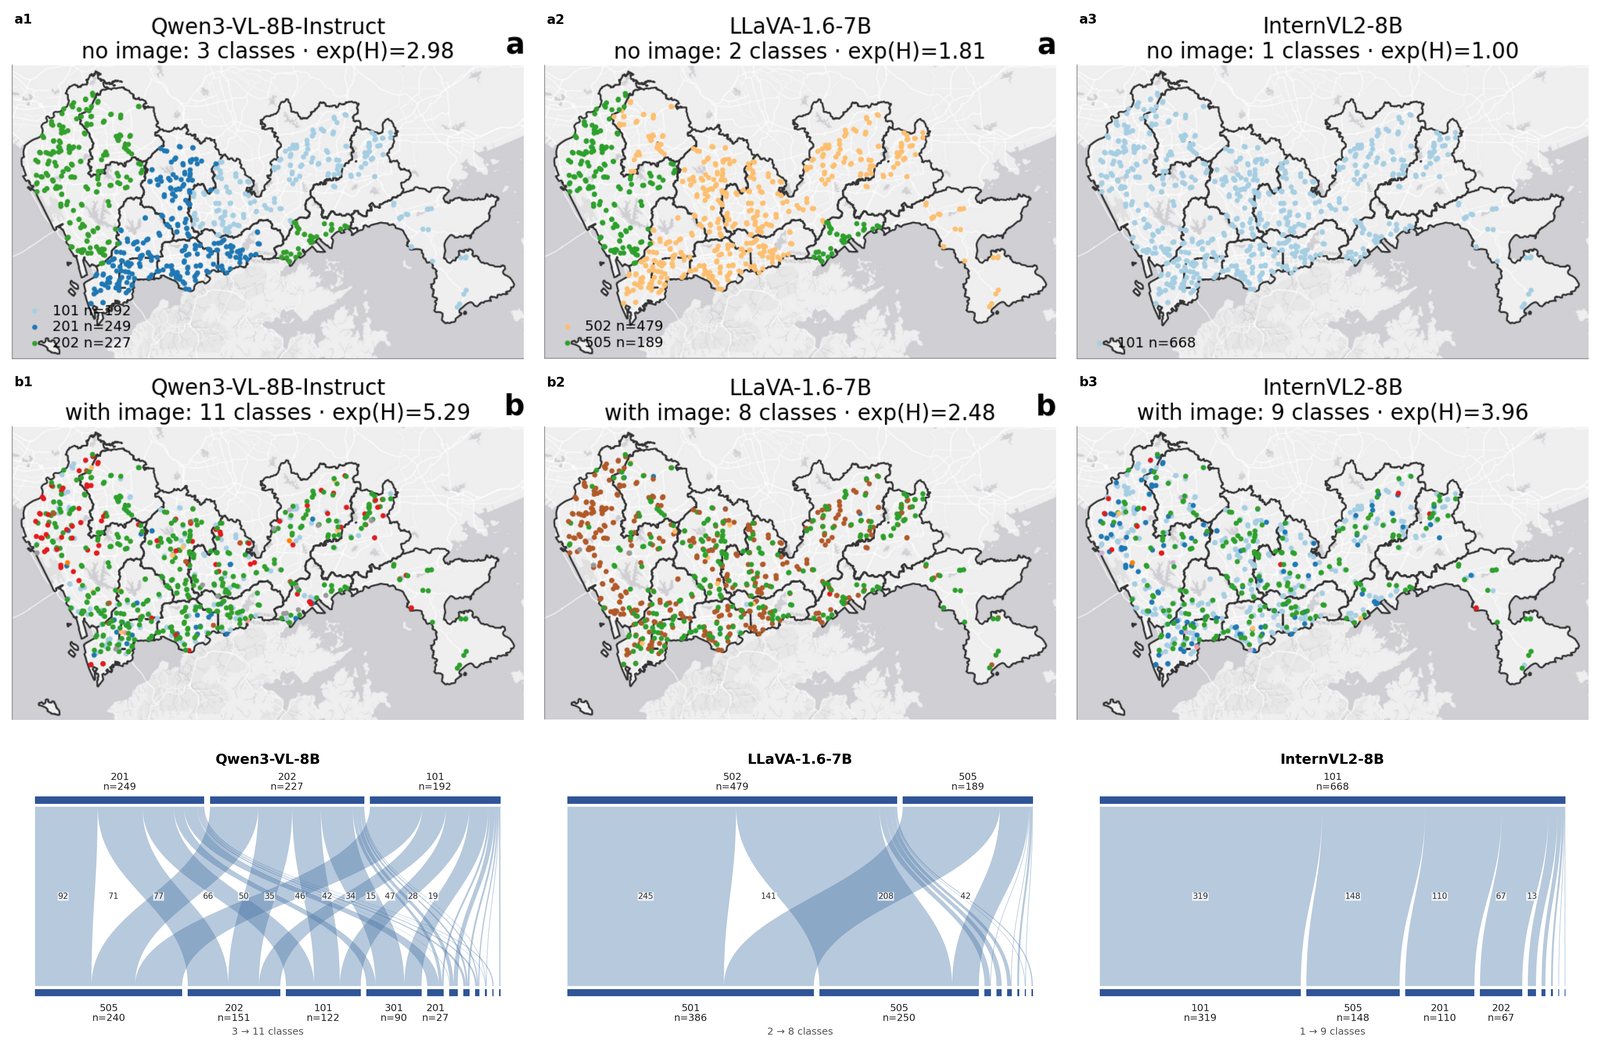 a1
Qwen3-VL-8B-Instruct
no image: 3 classes · exp(H)=2.98
a
101 n=192
201 n=249
202 n=227
a2
LLaVA-1.6-7B
no image: 2 classes · exp(H)=1.81
a
502 n=479
505 n=189
a3
InternVL2-8B
no image: 1 classes · exp(H)=1.00
101 n=668
b1
Qwen3-VL-8B-Instruct
with image: 11 classes · exp(H)=5.29
b
b2
LLaVA-1.6-7B
with image: 8 classes · exp(H)=2.48
b
b3
InternVL2-8B
with image: 9 classes · exp(H)=3.96
Qwen3-VL-8B
201 202 101
n=249 n=227 n=192
92 71 77 66 50 35 46 42 34 15 47 28 19
505 202 101 301 201
n=240 n=151 n=122 n=90 n=27
3 → 11 classes
LLaVA-1.6-7B
502 505
n=479 n=189
245 141 208 42
501 505
n=386 n=250
2 → 8 classes
InternVL2-8B
101
n=668
319 148 110 67 13
101 505 201 202
n=319 n=148 n=110 n=67
1 → 9 classes